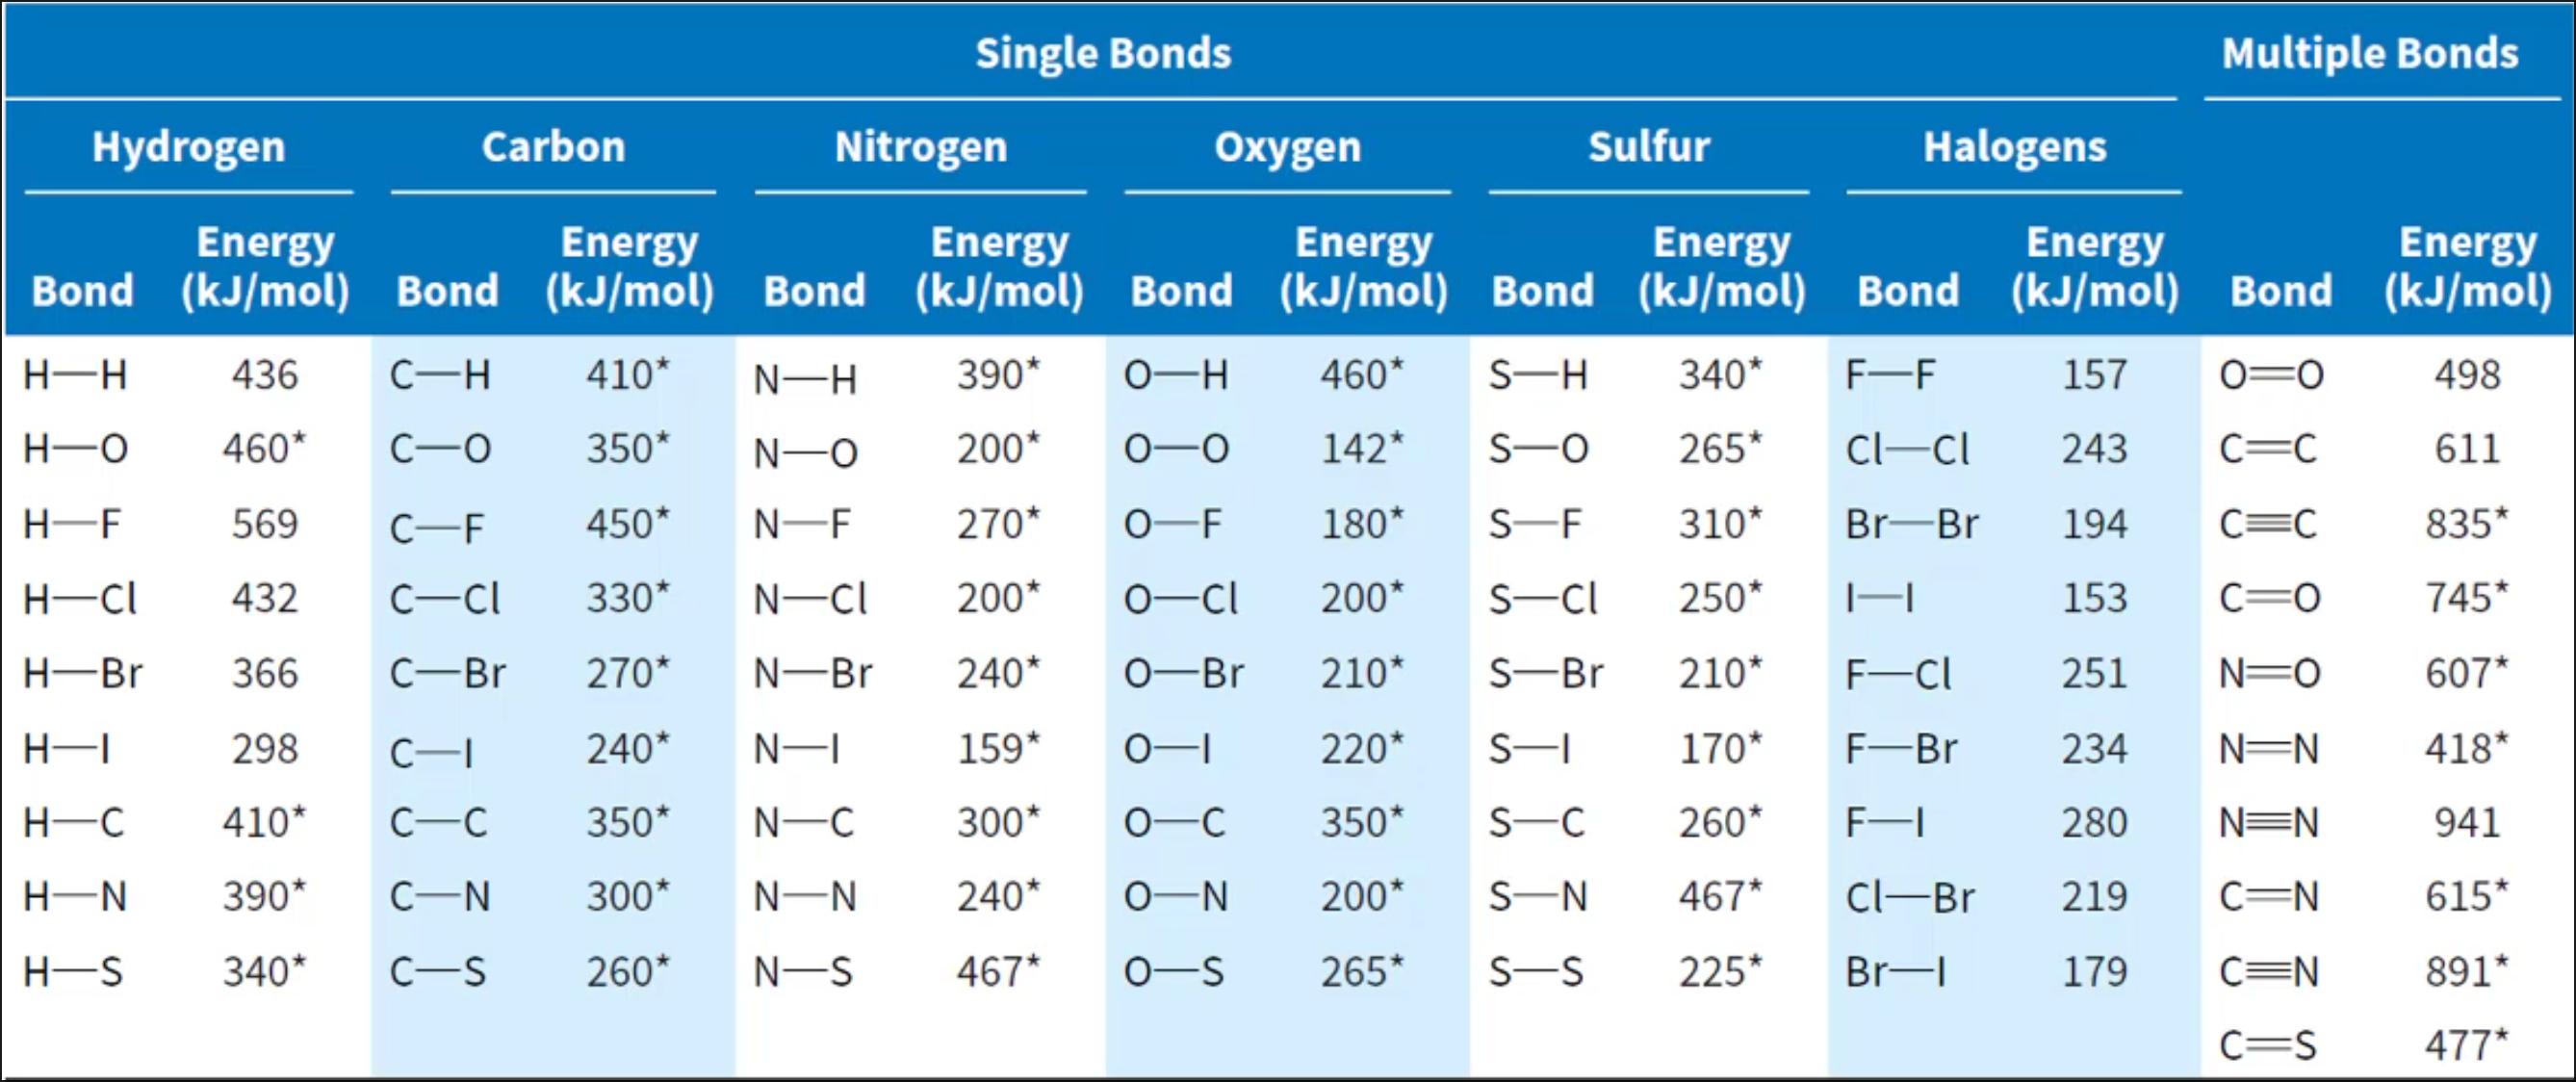 Single Bonds Multiple Bonds
Hydrogen Carbon Nitrogen Oxygen Sulfur Halogens
Energy Energy Energy Energy Energy Energy Energy
Bond (kJ/mol) Bond (kJ/mol) Bond (kJ/mol) Bond (kJ/mol) Bond (kJ/mol) Bond (kJ/mol) Bond (kJ/mol)
H—H 436 C—H 410* N—H 390* O—H 460* S—H 340* F—F 157 O═O 498
H—O 460* C—O 350* N—O 200* O—O 142* S—O 265* Cl—Cl 243 C═C 611
H—F 569 C—F 450* N—F 270* O—F 180* S—F 310* Br—Br 194 C≡C 835*
H—Cl 432 C—Cl 330* N—Cl 200* O—Cl 200* S—Cl 250* I—I 153 C═O 745*
H—Br 366 C—Br 270* N—Br 240* O—Br 210* S—Br 210* F—Cl 251 N═O 607*
H—I 298 C—I 240* N—I 159* O—I 220* S—I 170* F—Br 234 N═N 418*
H—C 410* C—C 350* N—C 300* O—C 350* S—C 260* F—I 280 N≡N 941
H—N 390* C—N 300* N—N 240* O—N 200* S—N 467* Cl—Br 219 C═N 615*
H—S 340* C—S 260* N—S 467* O—S 265* S—S 225* Br—I 179 C≡N 891*
C═S 477*